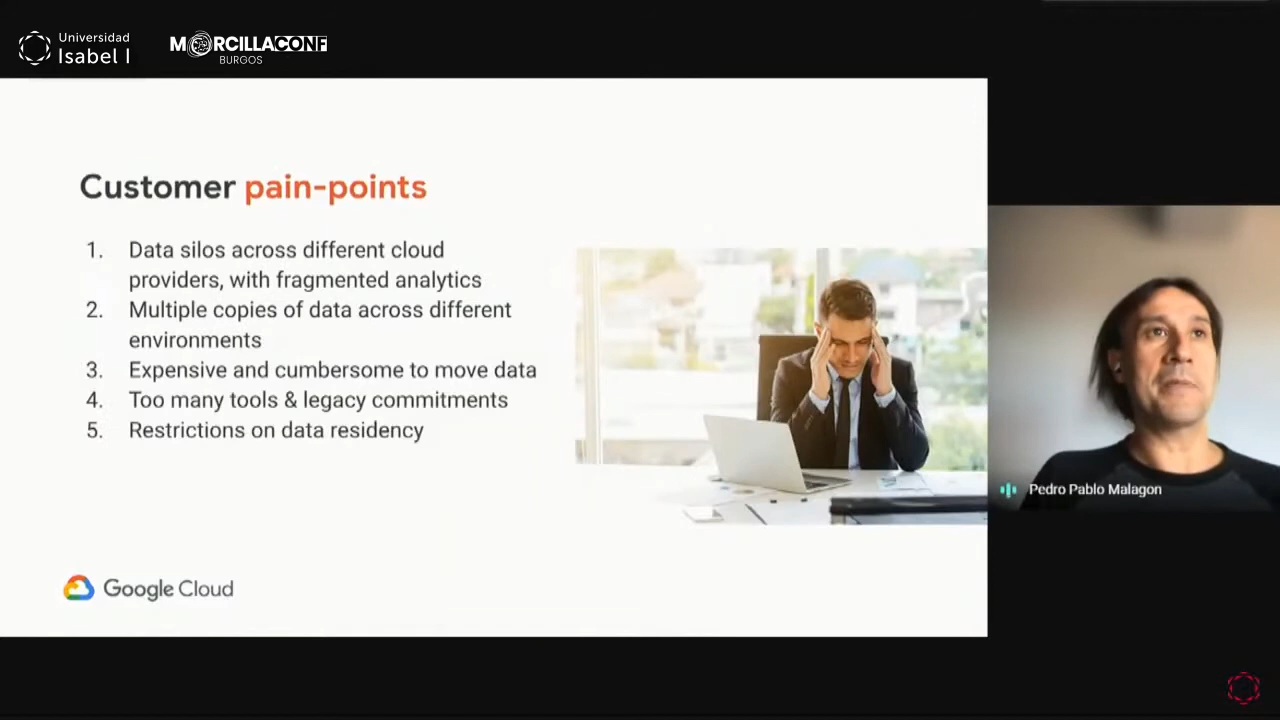 Universidad
Isabel I
MORCILLACONF
BURGOS
Customer pain-points
1. Data silos across different cloud
providers, with fragmented analytics
2. Multiple copies of data across different
environments
3. Expensive and cumbersome to move data
4. Too many tools & legacy commitments
5. Restrictions on data residency
Pedro Pablo Malagon
Google Cloud